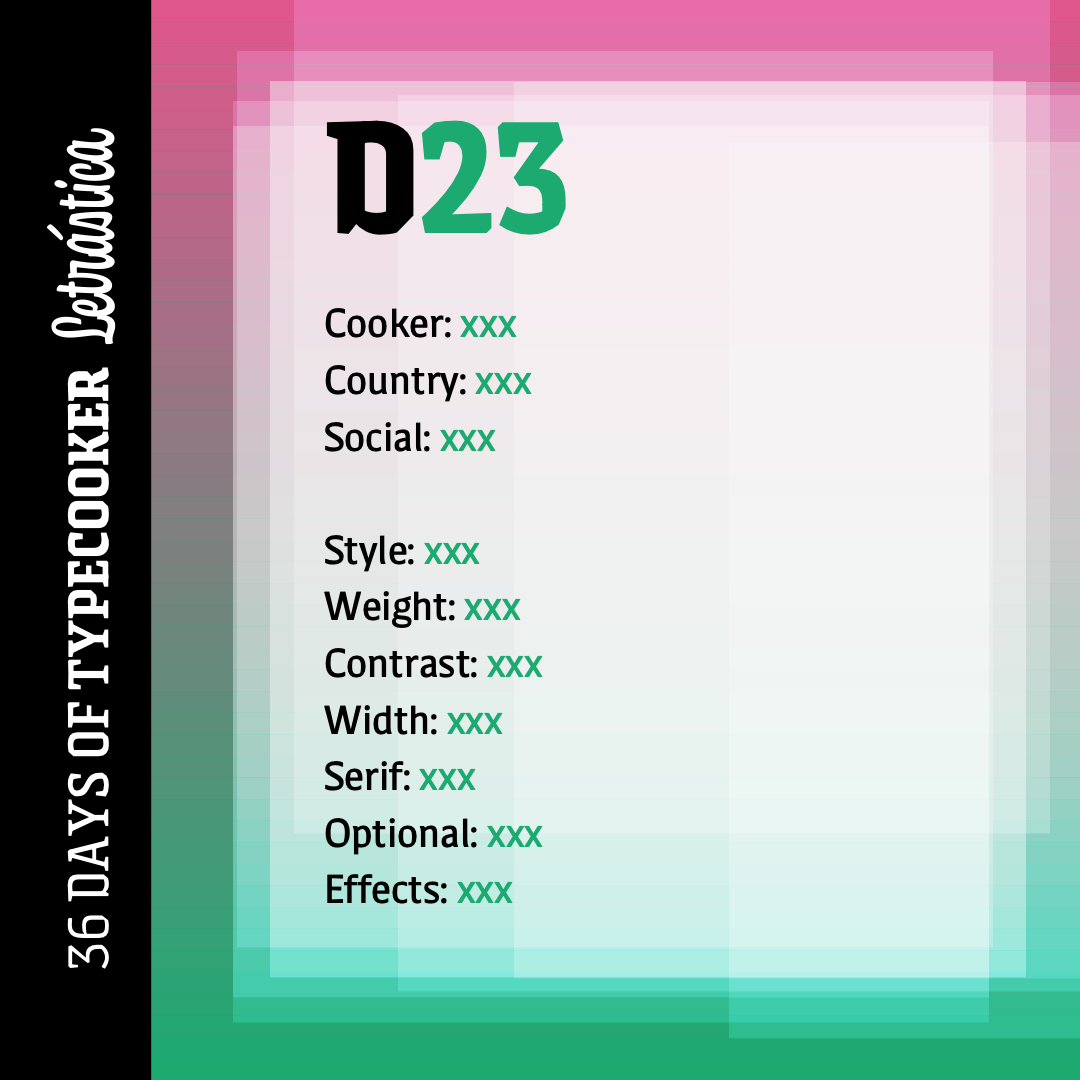 36 DAYS OF TYPECOOKER Letrástica
D23
Cooker: xxx
Country: xxx
Social: xxx
Style: xxx
Weight: xxx
Contrast: xxx
Width: xxx
Serif: xxx
Optional: xxx
Effects: xxx